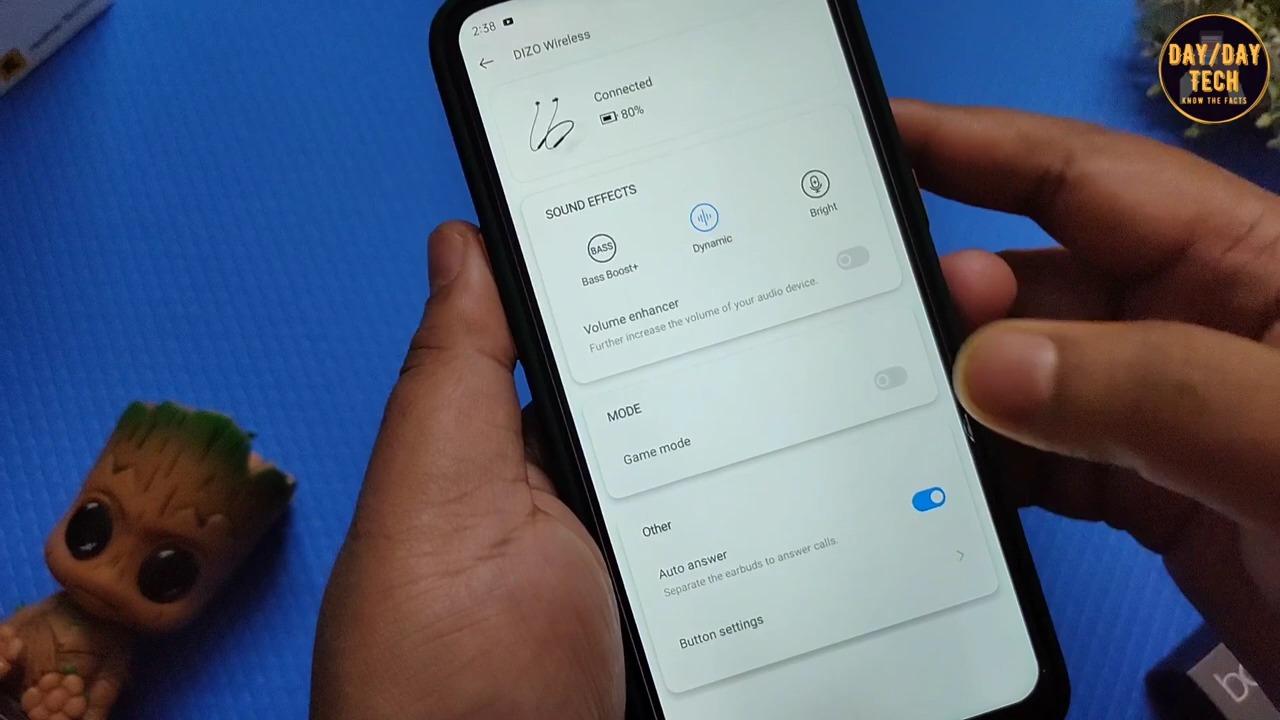 2:38
DIZO Wireless
Connected
80%
SOUND EFFECTS
BASS
Bass Boost+
Dynamic
Bright
Volume enhancer
Further increase the volume of your audio device.
MODE
Game mode
Other
Auto answer
Separate the earbuds to answer calls.
Button settings
DAY/DAY
TECH
KNOW THE FACTS